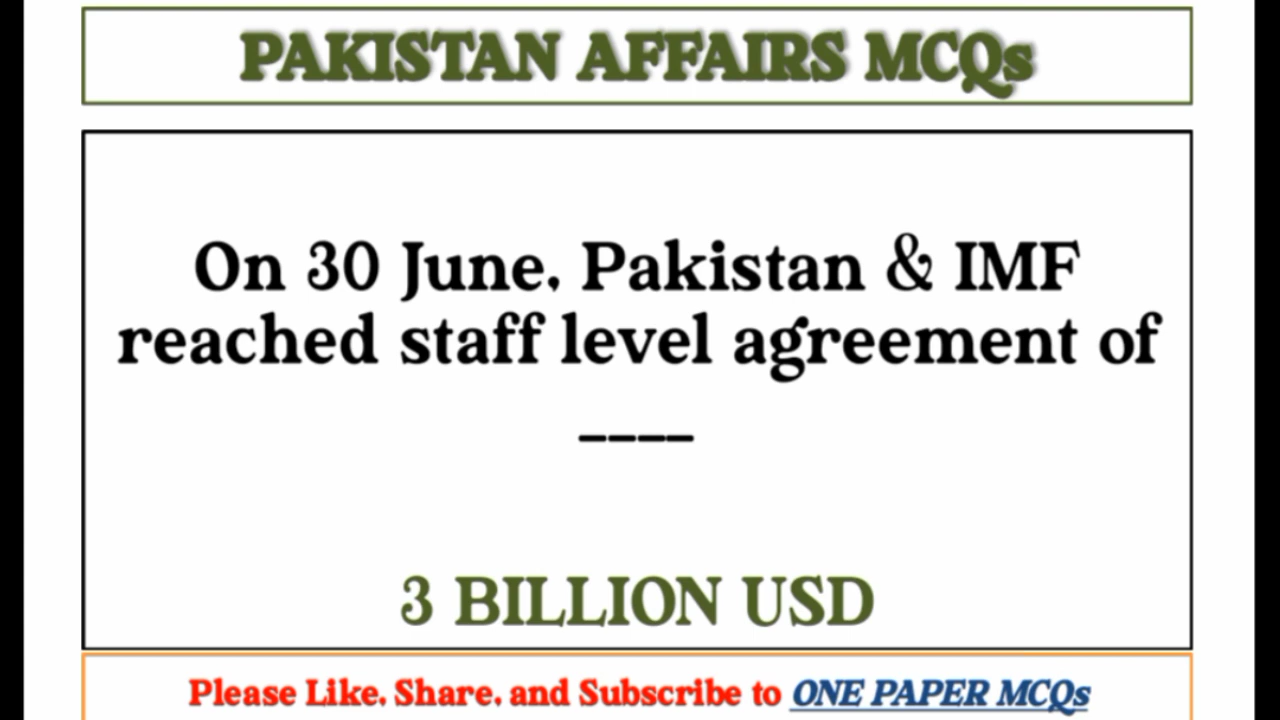 PAKISTAN AFFAIRS MCQs
On 30 June, Pakistan & IMF
reached staff level agreement of
----
3 BILLION USD
Please Like, Share, and Subscribe to ONE PAPER MCQs